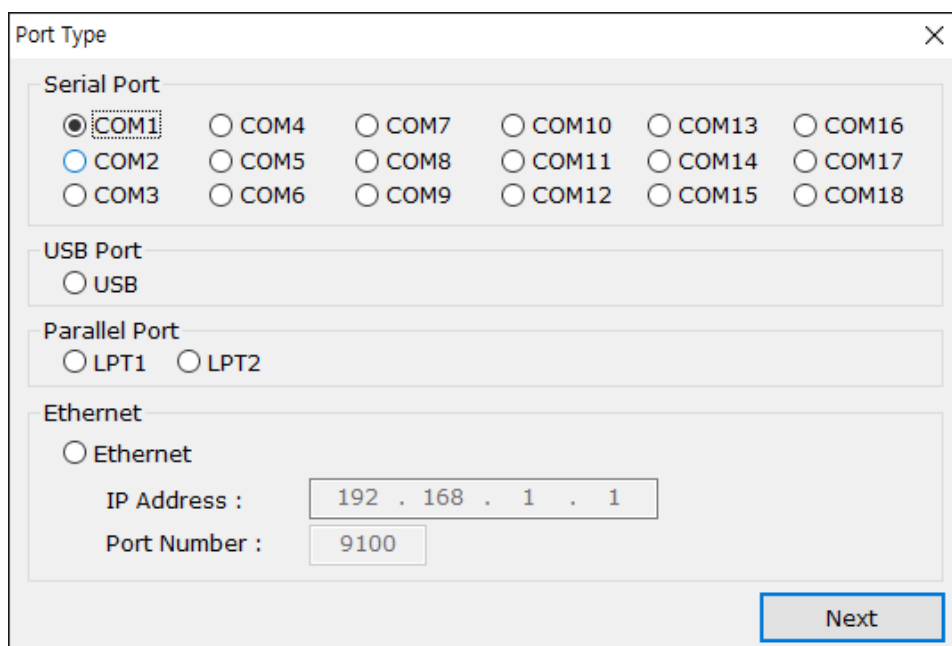 Port Type
Serial Port
COM1 COM4 COM7 COM10 COM13 COM16
COM2 COM5 COM8 COM11 COM14 COM17
COM3 COM6 COM9 COM12 COM15 COM18
USB Port
USB
Parallel Port
LPT1 LPT2
Ethernet
Ethernet
IP Address : 192 . 168 . 1 . 1
Port Number : 9100
Next